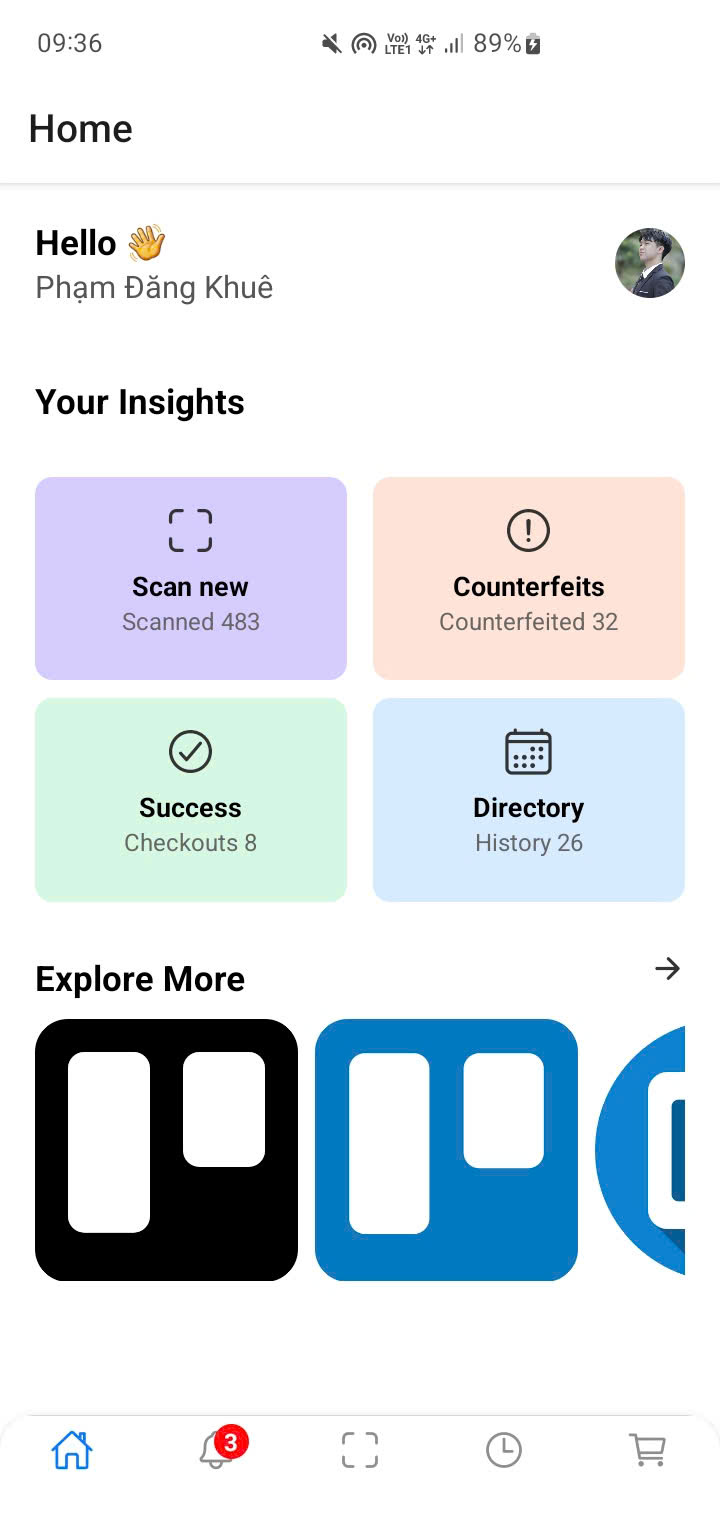 09:36
Vo)) LTE1 4G+ 89%
Home
Hello 👋
Phạm Đăng Khuê
Your Insights
Scan new
Scanned 483
Counterfeits
Counterfeited 32
Success
Checkouts 8
Directory
History 26
Explore More
3